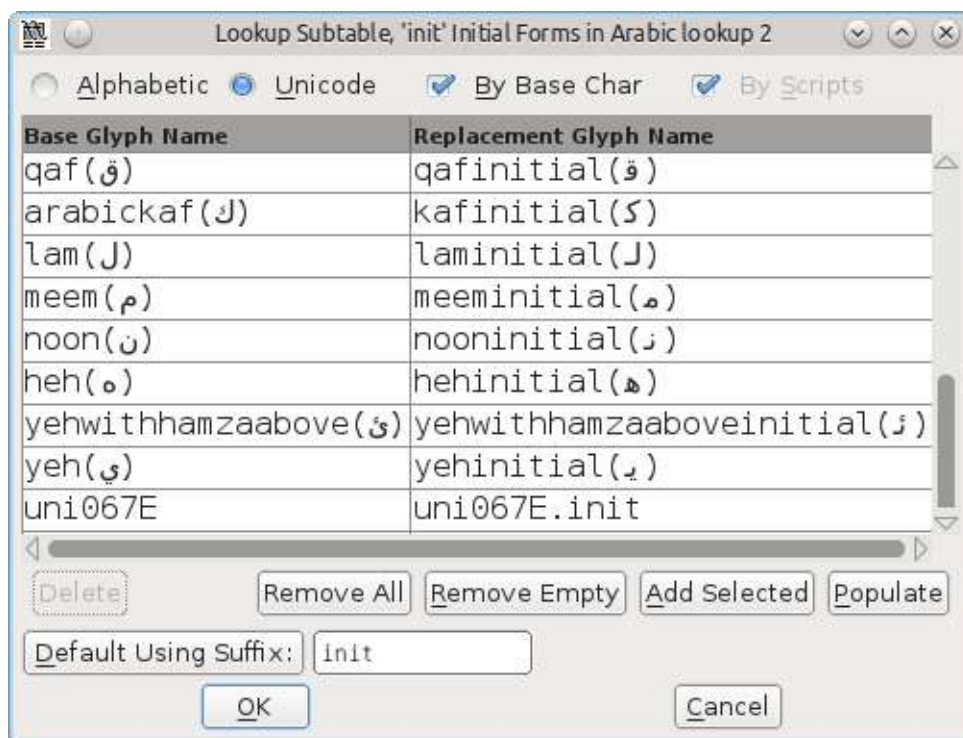 Lookup Subtable, 'init' Initial Forms in Arabic lookup 2
Alphabetic Unicode By Base Char By Scripts
Base Glyph Name Replacement Glyph Name
qaf(ق) qafinitial(ﻗ)
arabickaf(ك) kafinitial(ﻛ)
lam(ل) laminitial(ﻟ)
meem(م) meeminitial(ﻣ)
noon(ن) nooninitial(ﻧ)
heh(ه) hehinitial(ﻫ)
yehwithhamzaabove(ئ) yehwithhamzaaboveinitial(ﺋ)
yeh(ي) yehinitial(ﻳ)
uni067E uni067E.init
Delete Remove All Remove Empty Add Selected Populate
Default Using Suffix: init
OK Cancel